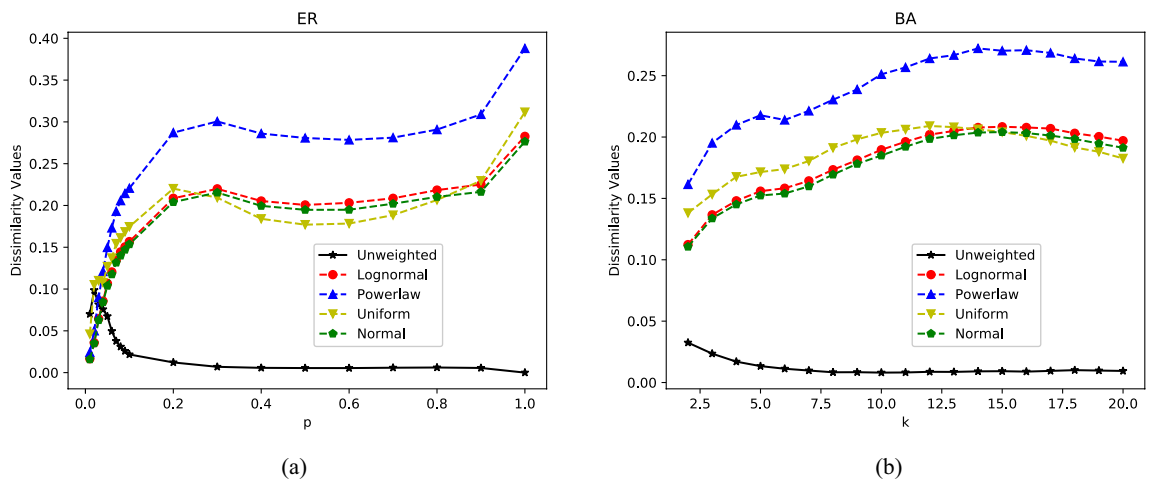 ER
Dissimilarity Values
0.40
0.35
0.30
0.25
0.20
0.15
0.10
0.05
0.00
Unweighted
Lognormal
Powerlaw
Uniform
Normal
0.0 0.2 0.4 0.6 0.8 1.0
p
(a)
BA
Dissimilarity Values
0.25
0.20
0.15
0.10
0.05
0.00
Unweighted
Lognormal
Powerlaw
Uniform
Normal
2.5 5.0 7.5 10.0 12.5 15.0 17.5 20.0
k
(b)